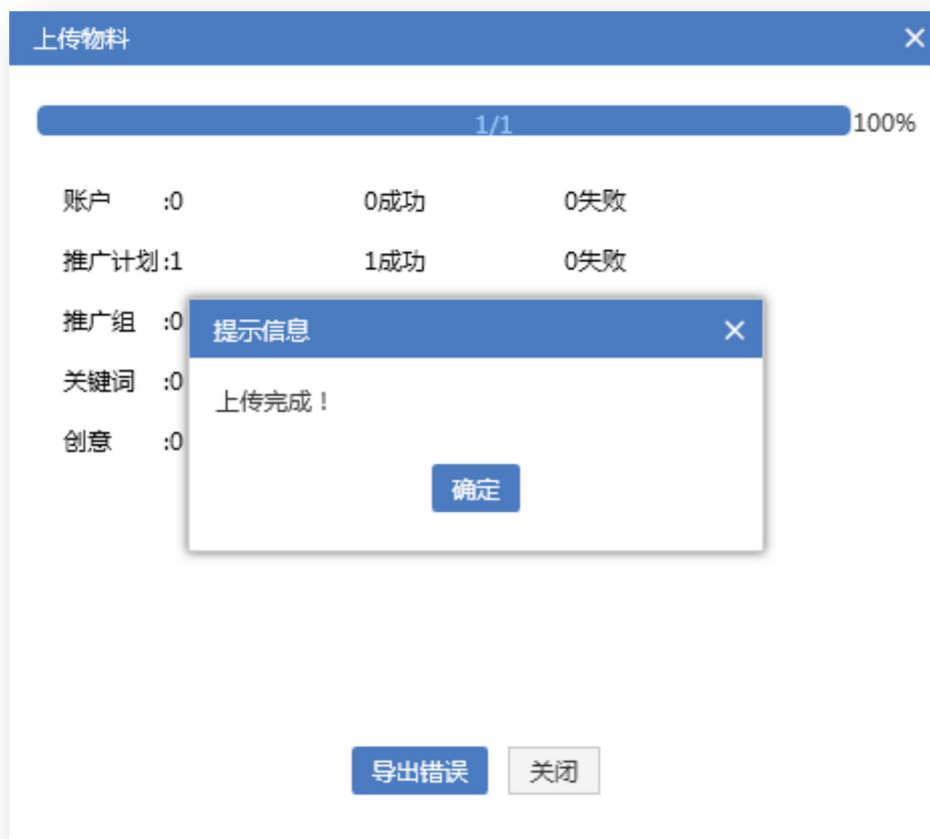 上传物料
1/1 100%
账户 :0 0成功 0失败
推广计划:1 1成功 0失败
推广组 :0
提示信息
关键词 :0
上传完成！
创意 :0
确定
导出错误 关闭